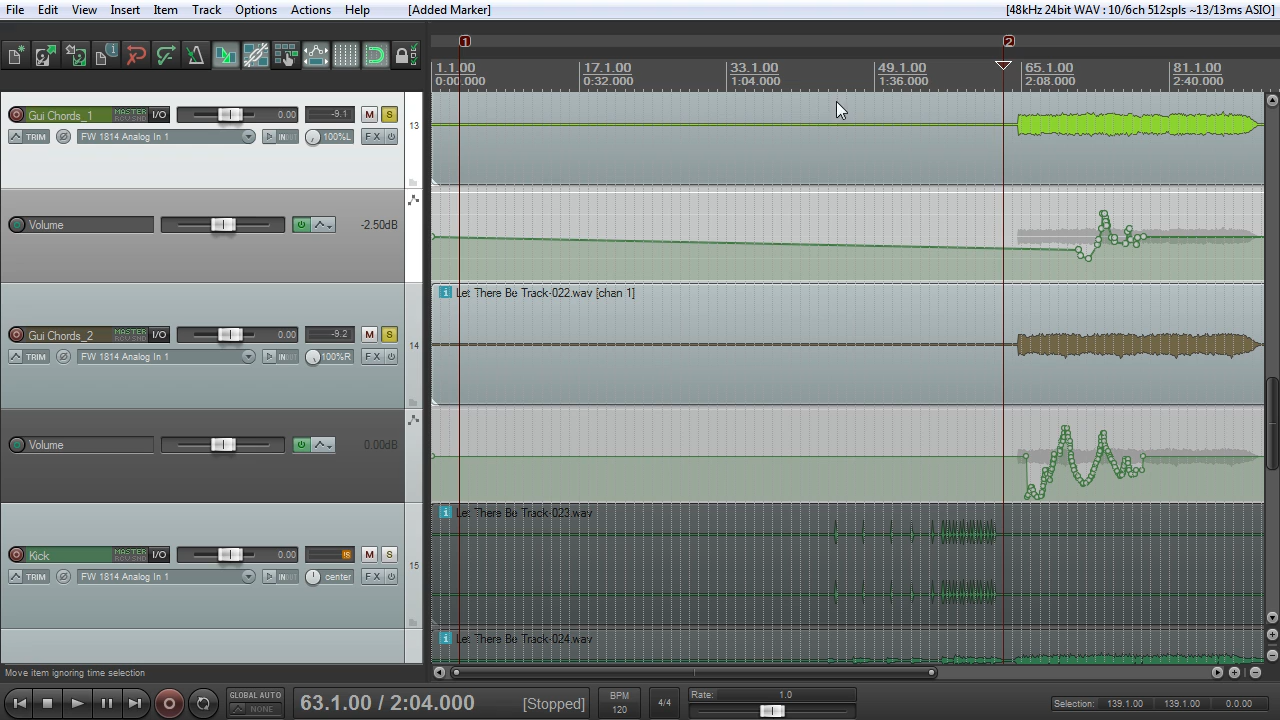 File Edit View Insert Item Track Options Actions Help [Added Marker] [48kHz 24bit WAV : 10/6ch 512spls ~13/13ms ASIO]
1 2
1.1.00 17.1.00 33.1.00 49.1.00 65.1.00 81.1.00
0:00.000 0:32.000 1:04.000 1:36.000 2:08.000 2:40.000
Gui Chords_1 MASTER I/O 0.00 -9.1 M S
13
TRIM FW 1814 Analog In 1 IN 100%L FX
Volume -2.50dB
i Let There Be Track-022.wav [chan 1]
Gui Chords_2 MASTER I/O 0.00 -9.2 M S
14
TRIM FW 1814 Analog In 1 IN 100%R FX
Volume 0.00dB
i Let There Be Track-023.wav
Kick MASTER I/O 0.00 M S
15
TRIM FW 1814 Analog In 1 IN center FX
i Let There Be Track-024.wav
Move item ignoring time selection
GLOBAL AUTO
NONE
63.1.00 / 2:04.000 [Stopped]
BPM
120
4/4
Rate: 1.0
Selection: 139.1.00 139.1.00 0.0.00